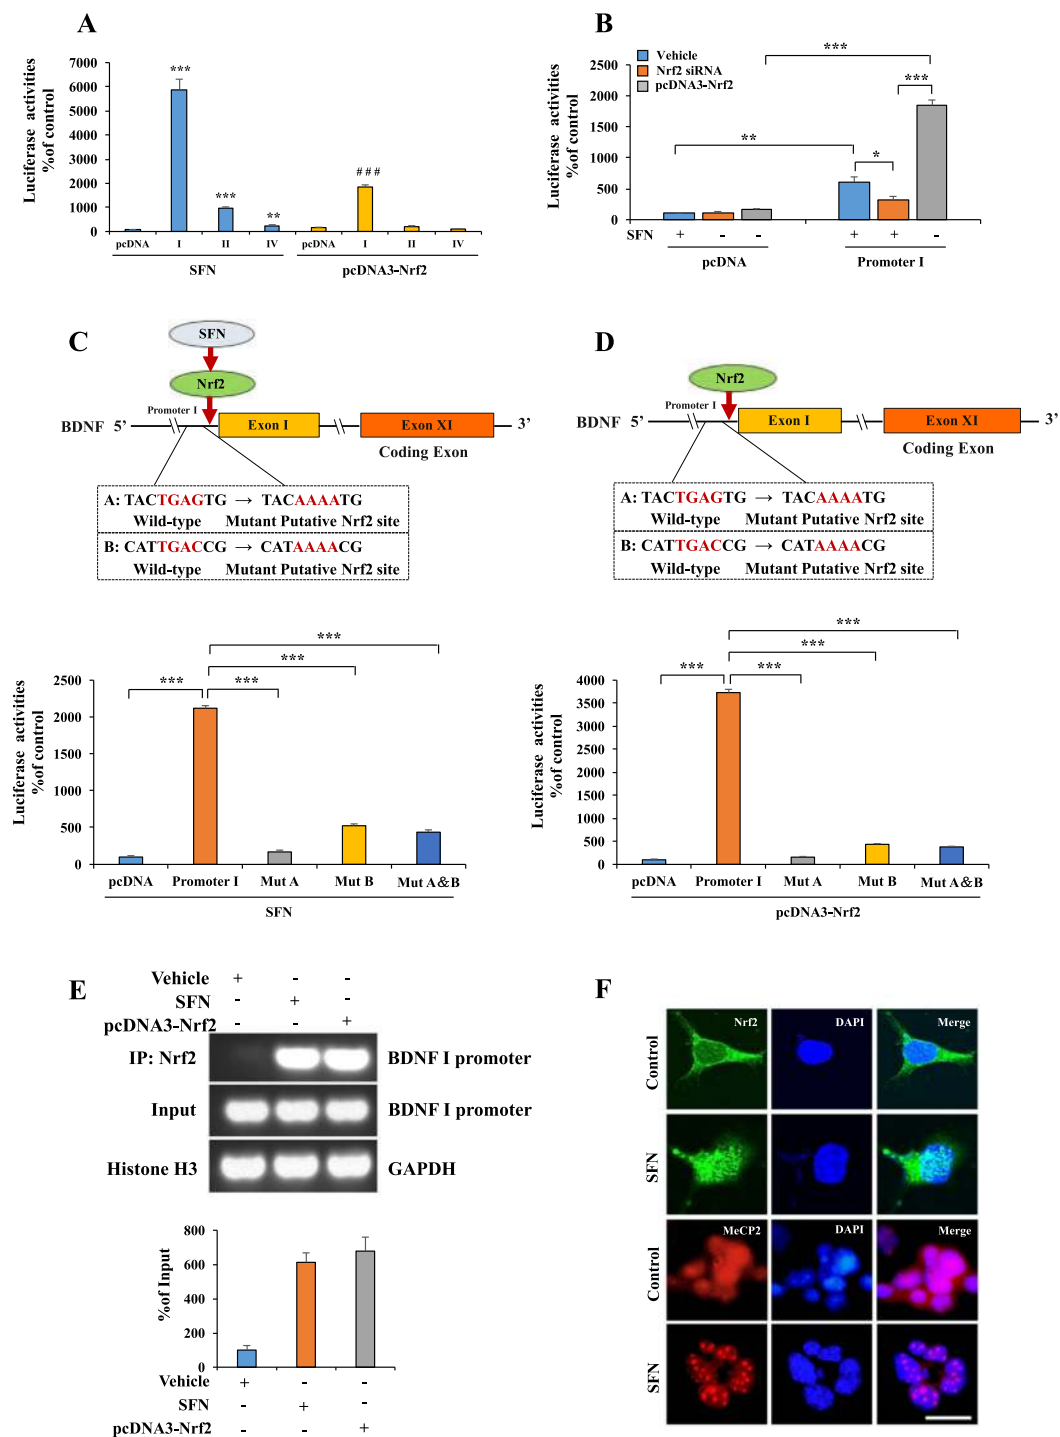 A
Luciferase activities
%of control
7000
6000
5000
4000
3000
2000
1000
0
***
***
**
###
pcDNA I II IV pcDNA I II IV
SFN pcDNA3-Nrf2
B
Vehicle
Nrf2 siRNA
pcDNA3-Nrf2
Luciferase activities
%of control
2500
2000
1500
1000
500
0
***
***
**
*
SFN + - - + + -
pcDNA Promoter I
C
SFN
Nrf2
Promoter I
BDNF 5' Exon I Exon XI 3'
Coding Exon
A: TACTGAGTG → TACAAAATG
Wild-type Mutant Putative Nrf2 site
B: CATTGACCG → CATAAAACG
Wild-type Mutant Putative Nrf2 site
Luciferase activities
%of control
2500
2000
1500
1000
500
0
***
***
*** ***
pcDNA Promoter I Mut A Mut B Mut A&B
SFN
D
Nrf2
Promoter I
BDNF 5' Exon I Exon XI 3'
Coding Exon
A: TACTGAGTG → TACAAAATG
Wild-type Mutant Putative Nrf2 site
B: CATTGACCG → CATAAAACG
Wild-type Mutant Putative Nrf2 site
Luciferase activities
%of control
4000
3500
3000
2500
2000
1500
1000
500
0
***
***
*** ***
pcDNA Promoter I Mut A Mut B Mut A&B
pcDNA3-Nrf2
E
Vehicle + - -
SFN - + -
pcDNA3-Nrf2 - - +
IP: Nrf2 BDNF I promoter
Input BDNF I promoter
Histone H3 GAPDH
%of Input
800
600
400
200
0
Vehicle + - -
SFN - + -
pcDNA3-Nrf2 - - +
F
Control Nrf2 DAPI Merge
SFN
Control MeCP2 DAPI Merge
SFN